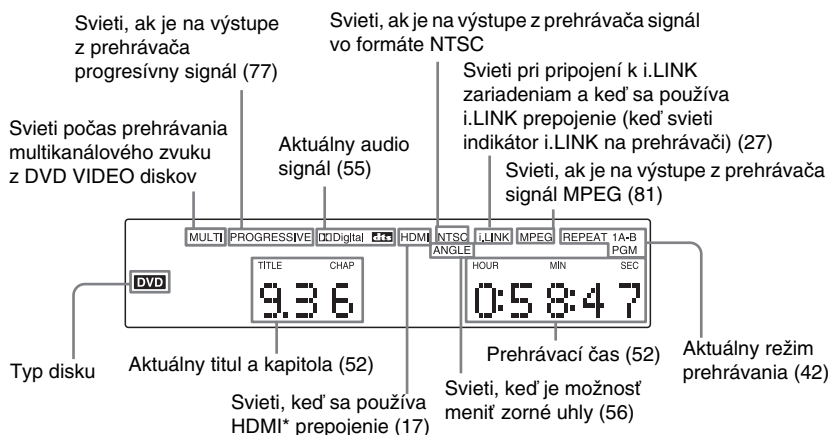 Svieti, ak je na výstupe
z prehrávača
progresívny signál (77)
Svieti, ak je na výstupe z prehrávača signál
vo formáte NTSC
Svieti počas prehrávania
multikanálového zvuku
z DVD VIDEO diskov
Aktuálny audio
signál (55)
Svieti pri pripojení k i.LINK
zariadeniam a keď sa používa
i.LINK prepojenie (keď svieti
indikátor i.LINK na prehrávači) (27)
Svieti, ak je na výstupe z prehrávača
signál MPEG (81)
MULTI PROGRESSIVE DD Digital dts HDMI NTSC i.LINK MPEG REPEAT 1A-B
ANGLE PGM
TITLE CHAP HOUR MIN SEC
DVD 9.3 6 0:58:47
Typ disku
Aktuálny titul a kapitola (52)
Prehrávací čas (52)
Aktuálny režim
prehrávania (42)
Svieti, keď sa používa
HDMI* prepojenie (17)
Svieti, keď je možnosť
meniť zorné uhly (56)